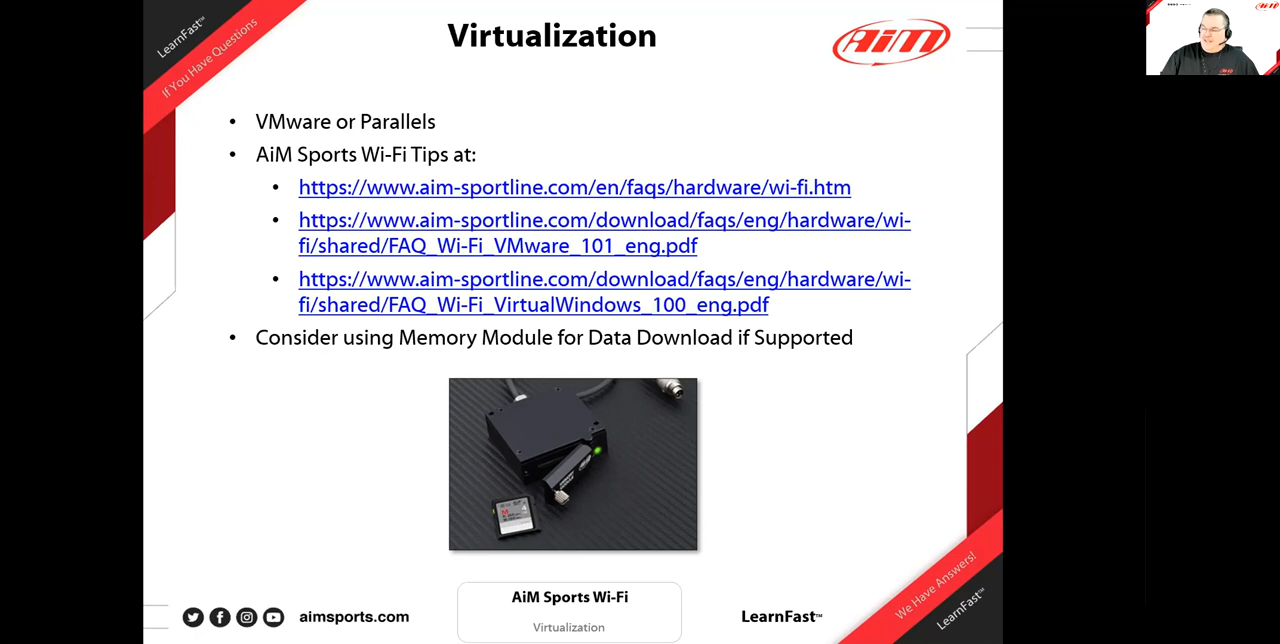 LearnFast™
If You Have Questions
Virtualization
AiM
• VMware or Parallels
• AiM Sports Wi-Fi Tips at:
• https://www.aim-sportline.com/en/faqs/hardware/wi-fi.htm
• https://www.aim-sportline.com/download/faqs/eng/hardware/wi-
fi/shared/FAQ_Wi-Fi_VMware_101_eng.pdf
• https://www.aim-sportline.com/download/faqs/eng/hardware/wi-
fi/shared/FAQ_Wi-Fi_VirtualWindows_100_eng.pdf
• Consider using Memory Module for Data Download if Supported
We Have Answers!
LearnFast™
aimsports.com
AiM Sports Wi-Fi
Virtualization
LearnFast™